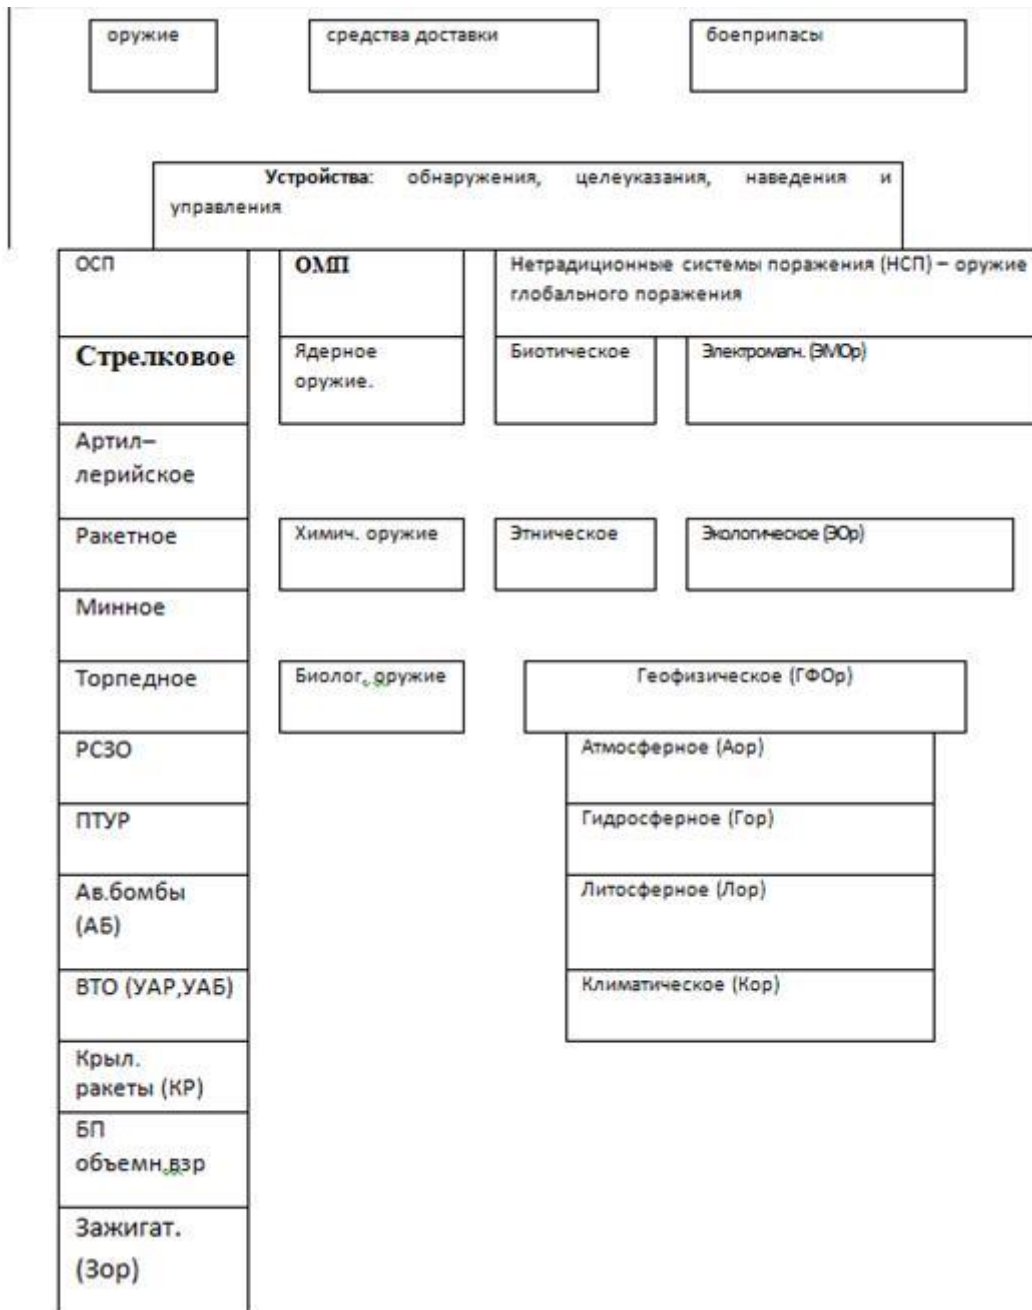 оружие
средства доставки
боеприпасы
Устройства: обнаружения, целеуказания, наведения и
управления
ОСП
ОМП
Нетрадиционные системы поражения (НСП) – оружие
глобального поражения
Стрелковое
Ядерное
оружие.
Биотическое
Электромагн. (ЭМОр)
Артил–
лерийское
Ракетное
Химич. оружие
Этническое
Экологическое (ЭОр)
Минное
Торпедное
Биолог. оружие
Геофизическое (ГФОр)
РСЗО
Атмосферное (Аор)
ПТУР
Гидросферное (Гор)
Ав.бомбы
(АБ)
Литосферное (Лор)
ВТО (УАР,УАБ)
Климатическое (Кор)
Крыл.
ракеты (КР)
БП
объемн.взр
Зажигат.
(Зор)